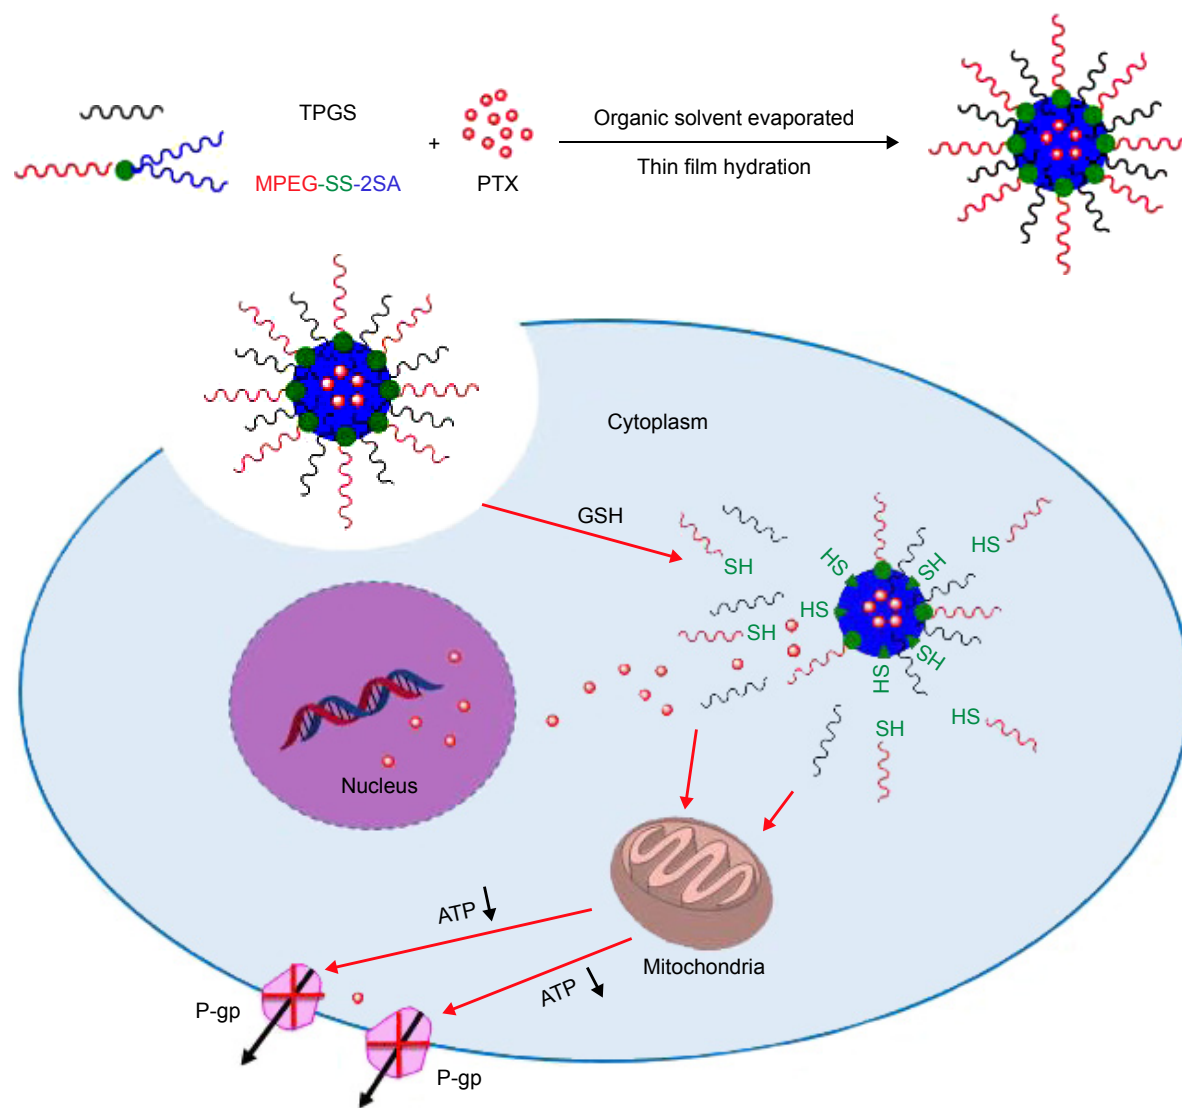 TPGS
MPEG-SS-2SA
+
PTX
Organic solvent evaporated
Thin film hydration
Cytoplasm
GSH
SH
HS
HS
SH
HS
SH
SH
HS
SH
HS
Nucleus
Mitochondria
ATP
ATP
P-gp
P-gp